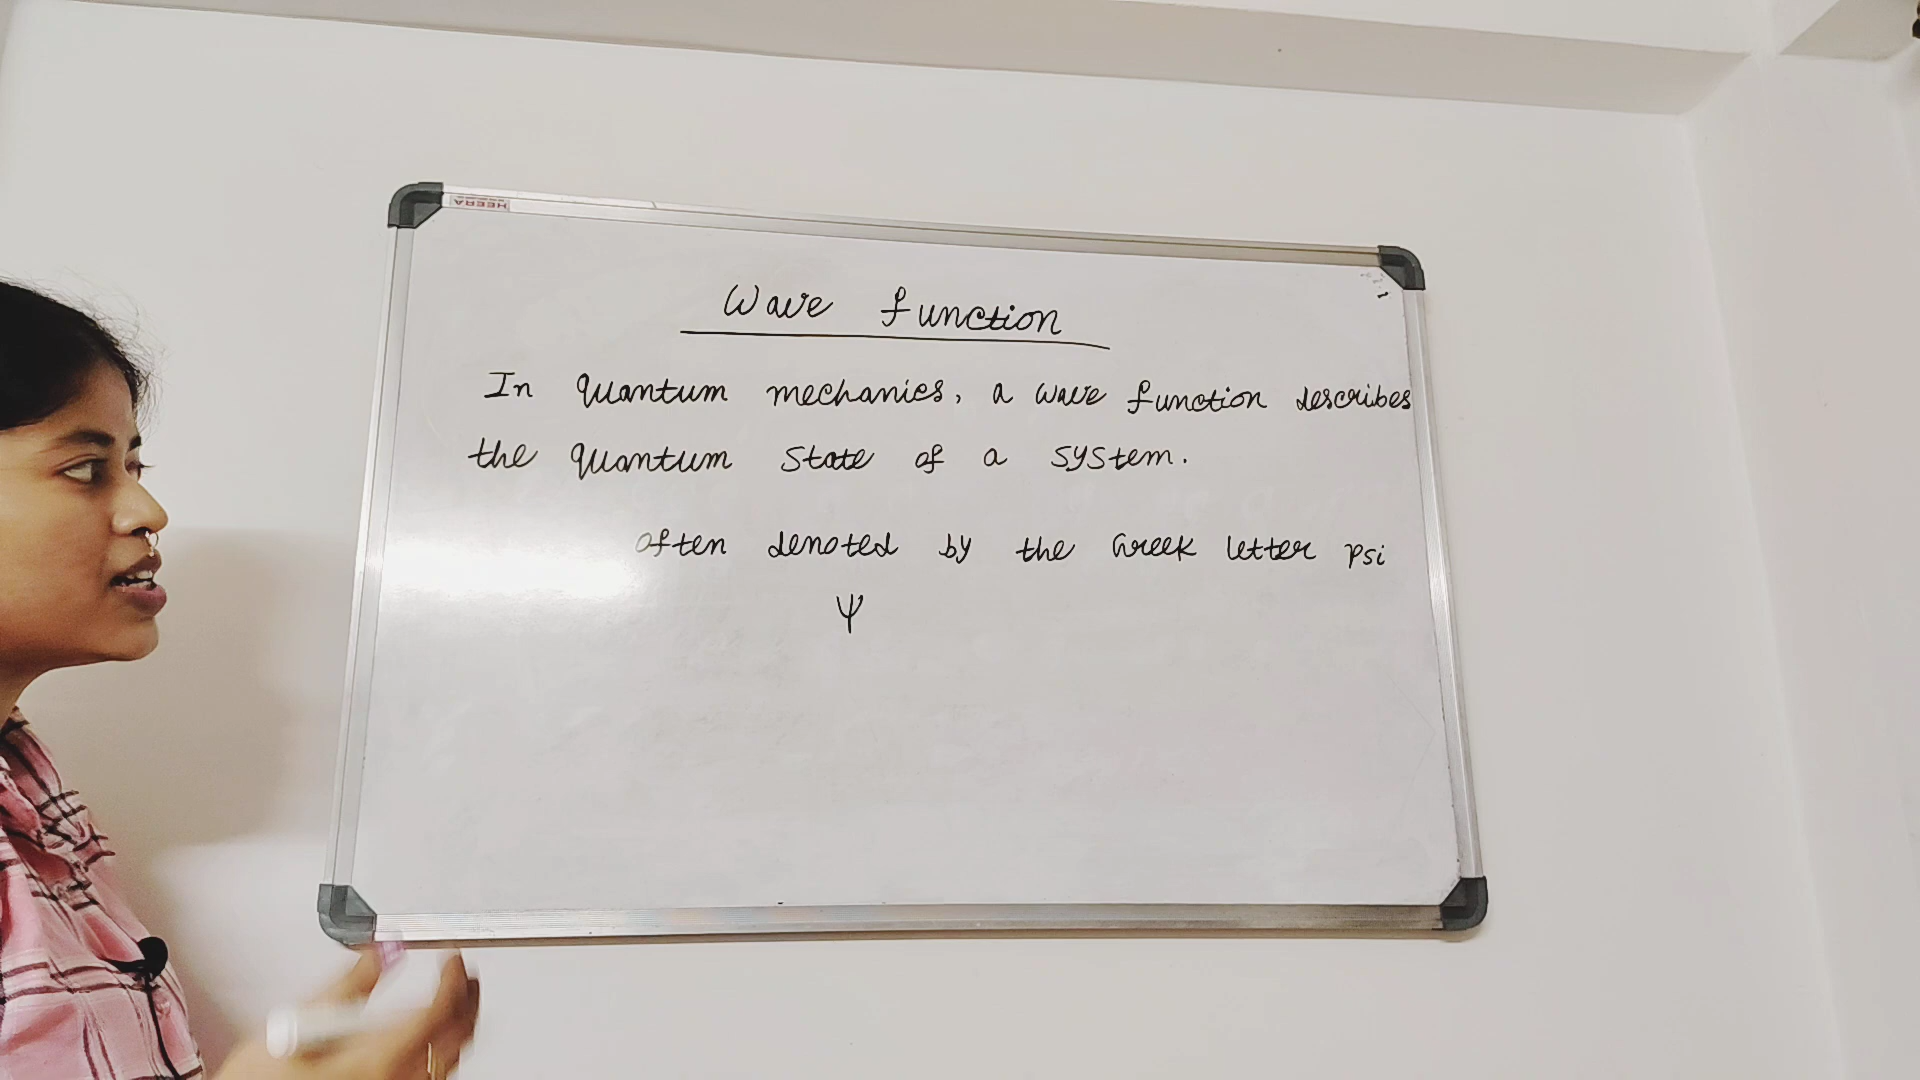 HEERA
Wave function
In quantum mechanics, a wave function describes
the quantum state of a system.
often denoted by the Greek letter psi
Ψ